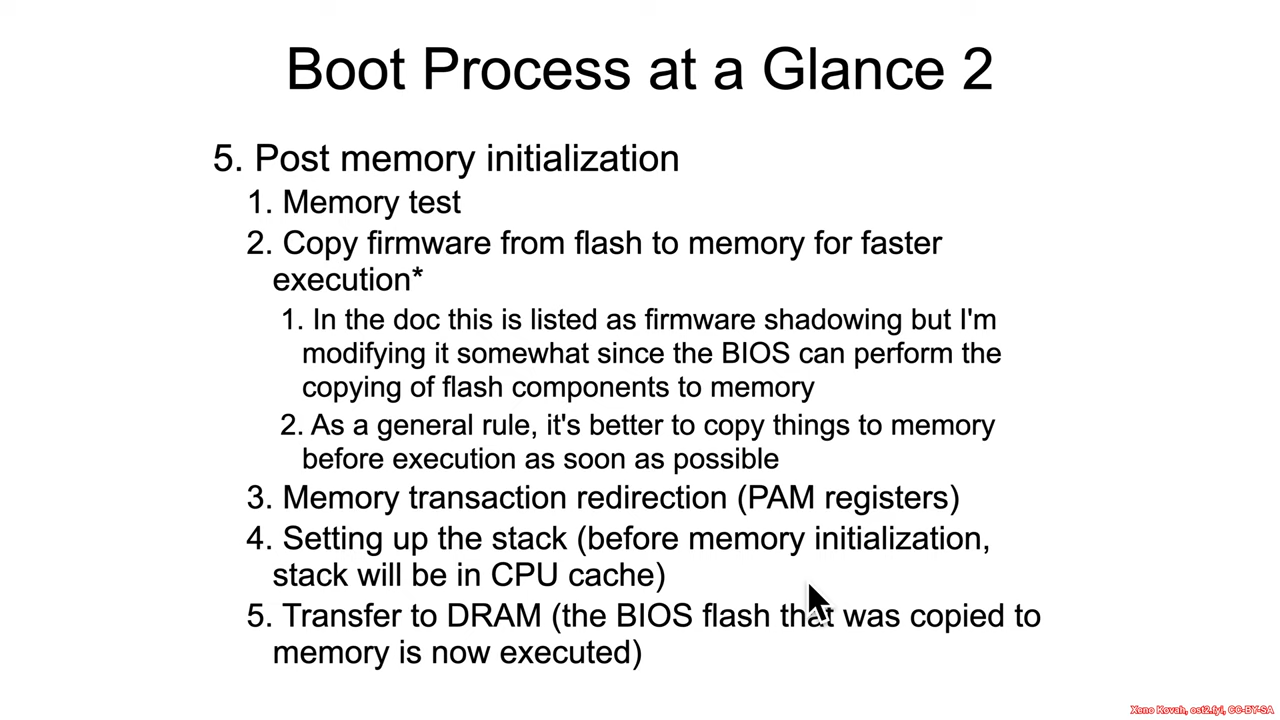 Boot Process at a Glance 2
5. Post memory initialization
1. Memory test
2. Copy firmware from flash to memory for faster
execution*
1. In the doc this is listed as firmware shadowing but I'm
modifying it somewhat since the BIOS can perform the
copying of flash components to memory
2. As a general rule, it's better to copy things to memory
before execution as soon as possible
3. Memory transaction redirection (PAM registers)
4. Setting up the stack (before memory initialization,
stack will be in CPU cache)
5. Transfer to DRAM (the BIOS flash that was copied to
memory is now executed)
Xeno Kovah, ost2.fyi, CC-BY-SA